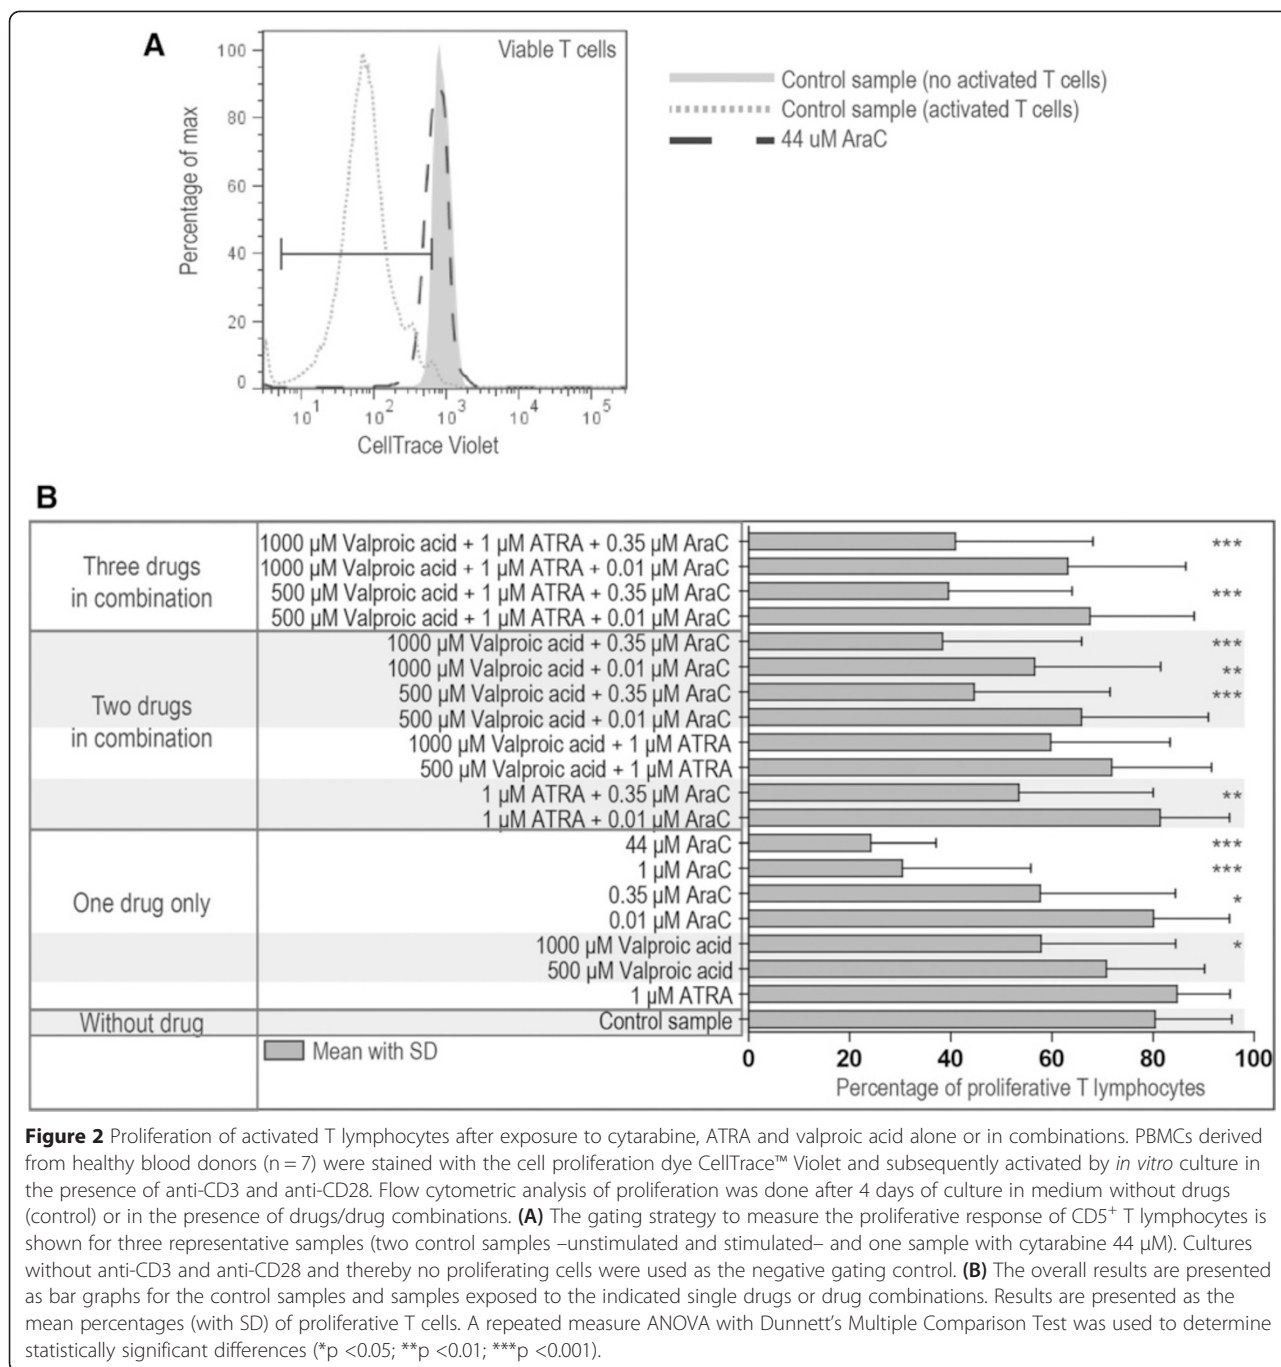 A
Viable T cells
Percentage of max
100
80
60
40
20
0
10^1 10^2 10^3 10^4 10^5
CellTrace Violet
Control sample (no activated T cells)
Control sample (activated T cells)
44 uM AraC
B
Three drugs
in combination
1000 µM Valproic acid + 1 µM ATRA + 0.35 µM AraC ***
1000 µM Valproic acid + 1 µM ATRA + 0.01 µM AraC
500 µM Valproic acid + 1 µM ATRA + 0.35 µM AraC ***
500 µM Valproic acid + 1 µM ATRA + 0.01 µM AraC
Two drugs
in combination
1000 µM Valproic acid + 0.35 µM AraC ***
1000 µM Valproic acid + 0.01 µM AraC **
500 µM Valproic acid + 0.35 µM AraC ***
500 µM Valproic acid + 0.01 µM AraC
1000 µM Valproic acid + 1 µM ATRA
500 µM Valproic acid + 1 µM ATRA
1 µM ATRA + 0.35 µM AraC **
1 µM ATRA + 0.01 µM AraC
One drug only
44 µM AraC ***
1 µM AraC ***
0.35 µM AraC *
0.01 µM AraC
1000 µM Valproic acid *
500 µM Valproic acid
1 µM ATRA
Without drug
Control sample
Mean with SD
0 20 40 60 80 100
Percentage of proliferative T lymphocytes
Figure 2 Proliferation of activated T lymphocytes after exposure to cytarabine, ATRA and valproic acid alone or in combinations. PBMCs derived
from healthy blood donors (n = 7) were stained with the cell proliferation dye CellTrace™ Violet and subsequently activated by in vitro culture in
the presence of anti-CD3 and anti-CD28. Flow cytometric analysis of proliferation was done after 4 days of culture in medium without drugs
(control) or in the presence of drugs/drug combinations. (A) The gating strategy to measure the proliferative response of CD5+ T lymphocytes is
shown for three representative samples (two control samples –unstimulated and stimulated– and one sample with cytarabine 44 µM). Cultures
without anti-CD3 and anti-CD28 and thereby no proliferating cells were used as the negative gating control. (B) The overall results are presented
as bar graphs for the control samples and samples exposed to the indicated single drugs or drug combinations. Results are presented as the
mean percentages (with SD) of proliferative T cells. A repeated measure ANOVA with Dunnett's Multiple Comparison Test was used to determine
statistically significant differences (*p <0.05; **p <0.01; ***p <0.001).